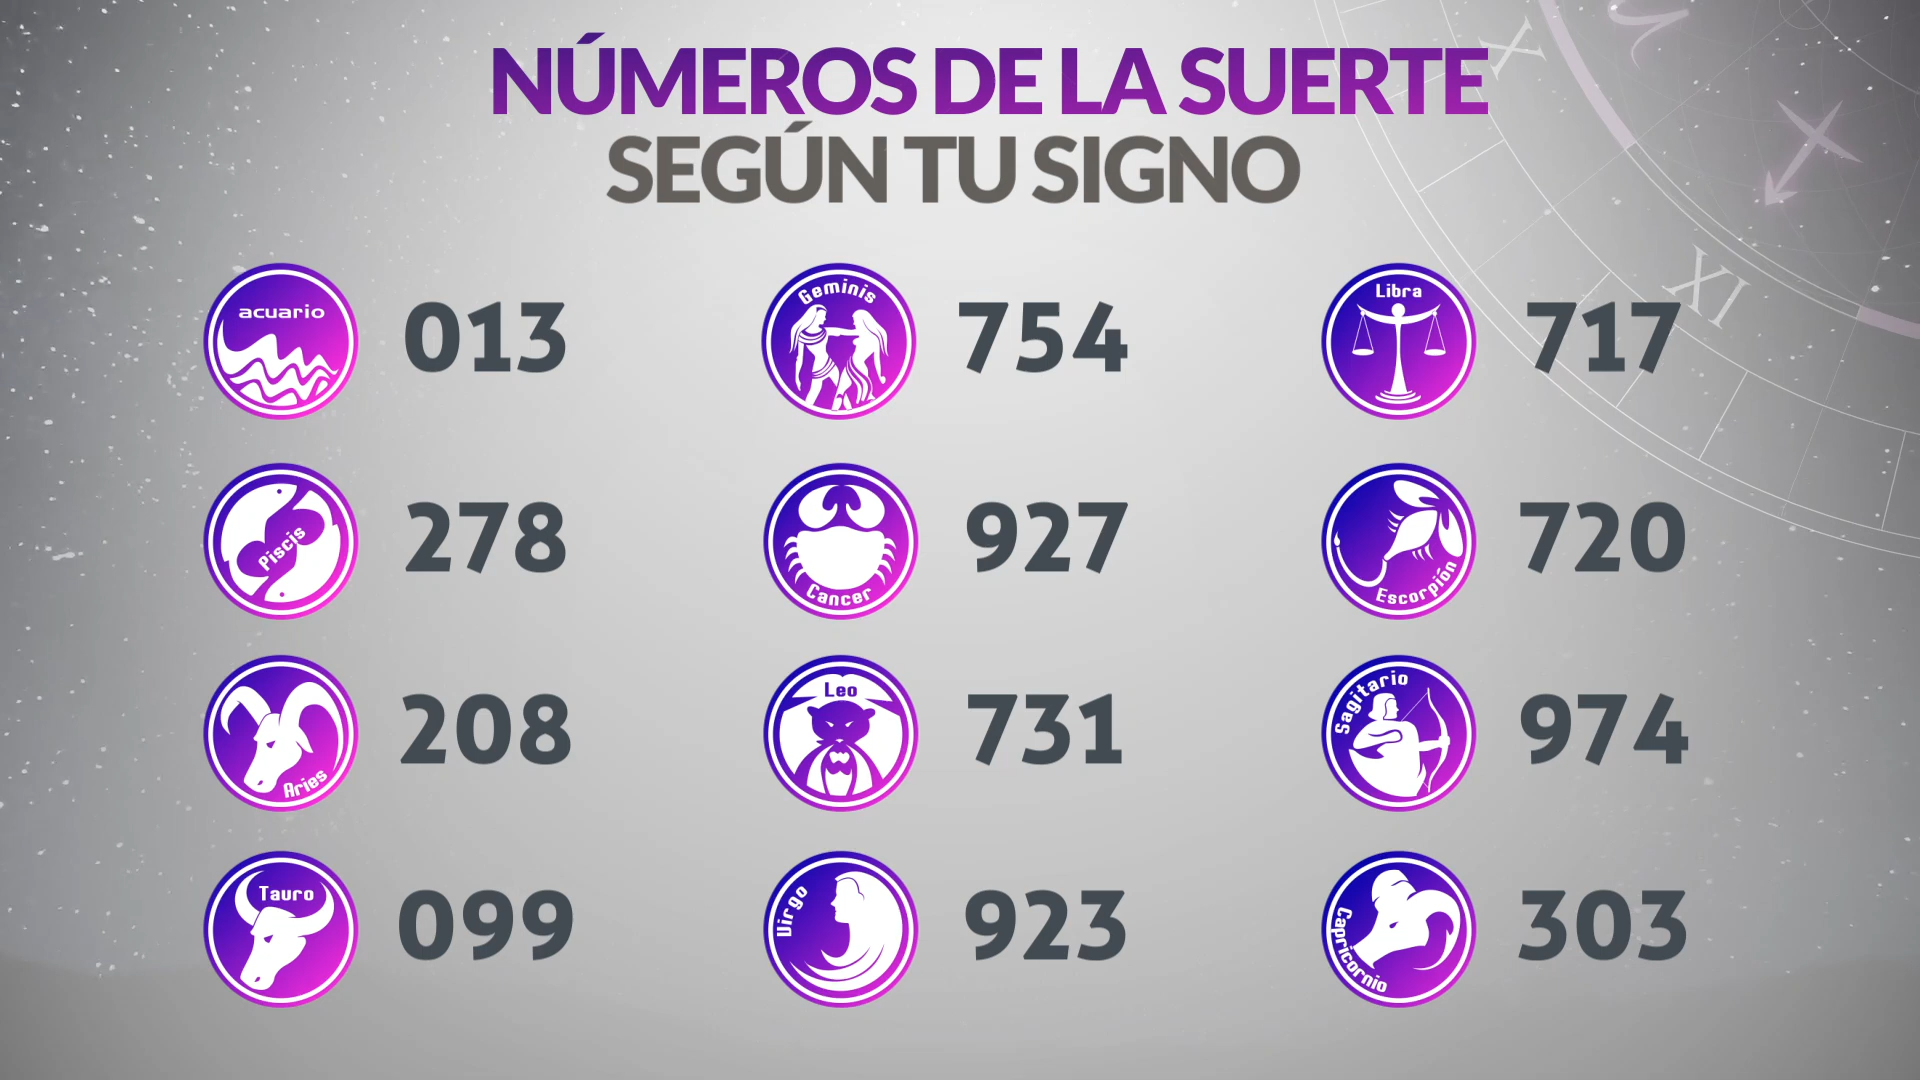 NÚMEROS DE LA SUERTE
SEGÚN TU SIGNO
acuario
013
Geminis
754
Libra
717
XI
X
Piscis
278
Cancer
927
Escorpión
720
Aries
208
Leo
731
Sagitario
974
Tauro
099
Virgo
923
Capricornio
303